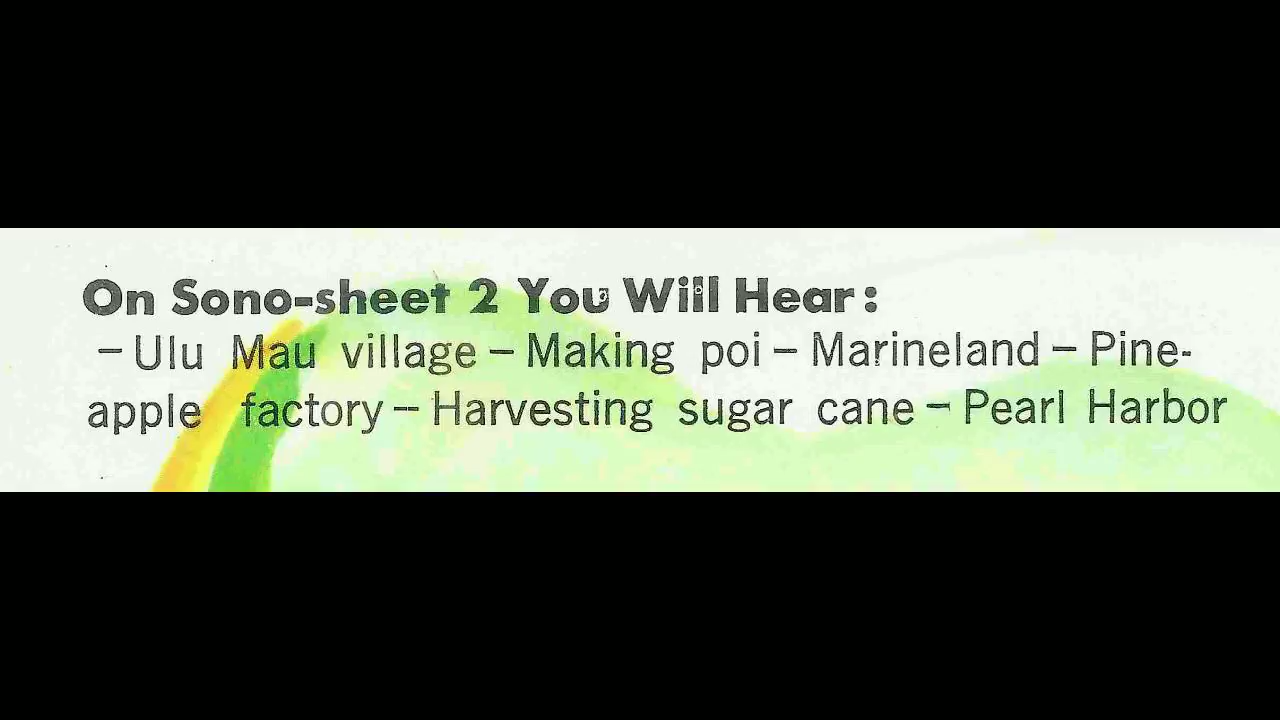 On Sono-sheet 2 You Will Hear:
– Ulu Mau village – Making poi – Marineland – Pine-
apple factory – Harvesting sugar cane – Pearl Harbor